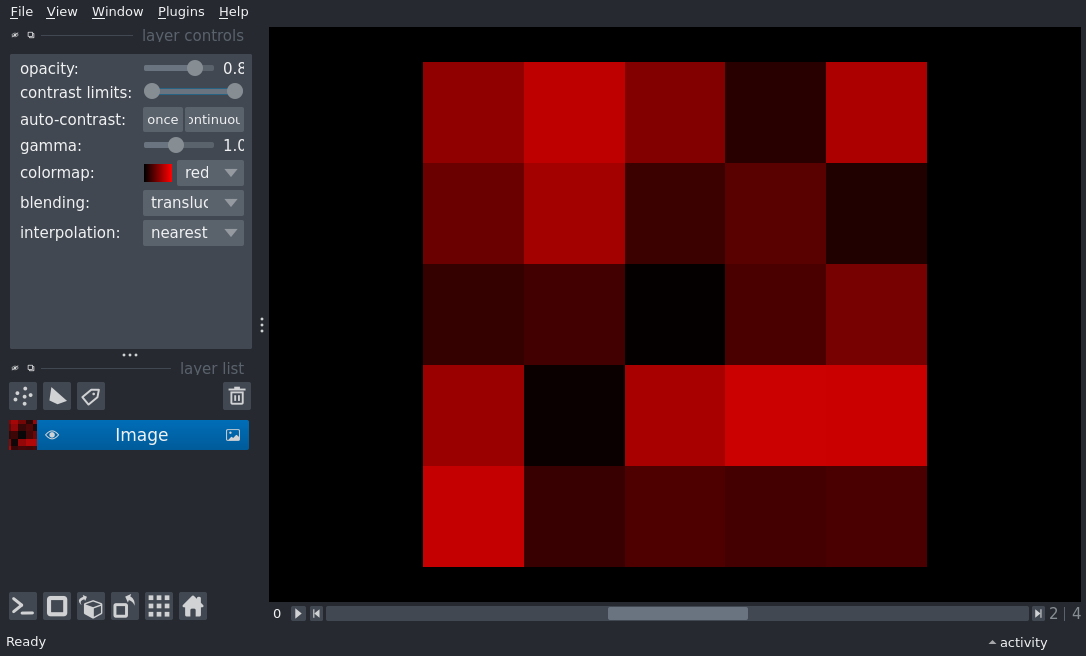 File View Window Plugins Help
layer controls
opacity: 0.8
contrast limits:
auto-contrast: once ontinuou
gamma: 1.0
colormap: red
blending: transluc
interpolation: nearest
layer list
Image
0 2 | 4
Ready activity